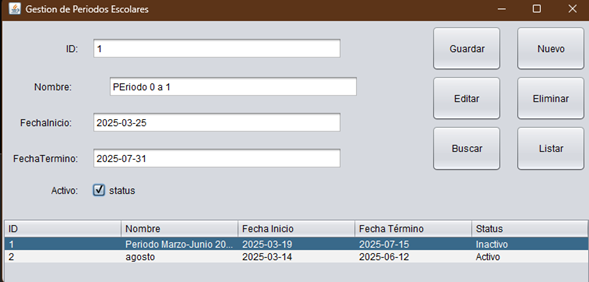 Gestion de Periodos Escolares
ID: 1 Guardar Nuevo
Nombre: PEriodo 0 a 1
FechaInicio: 2025-03-25 Editar Eliminar
FechaTermino: 2025-07-31 Buscar Listar
Activo: status
ID Nombre Fecha Inicio Fecha Término Status
1 Periodo Marzo-Junio 20... 2025-03-19 2025-07-15 Inactivo
2 agosto 2025-03-14 2025-06-12 Activo